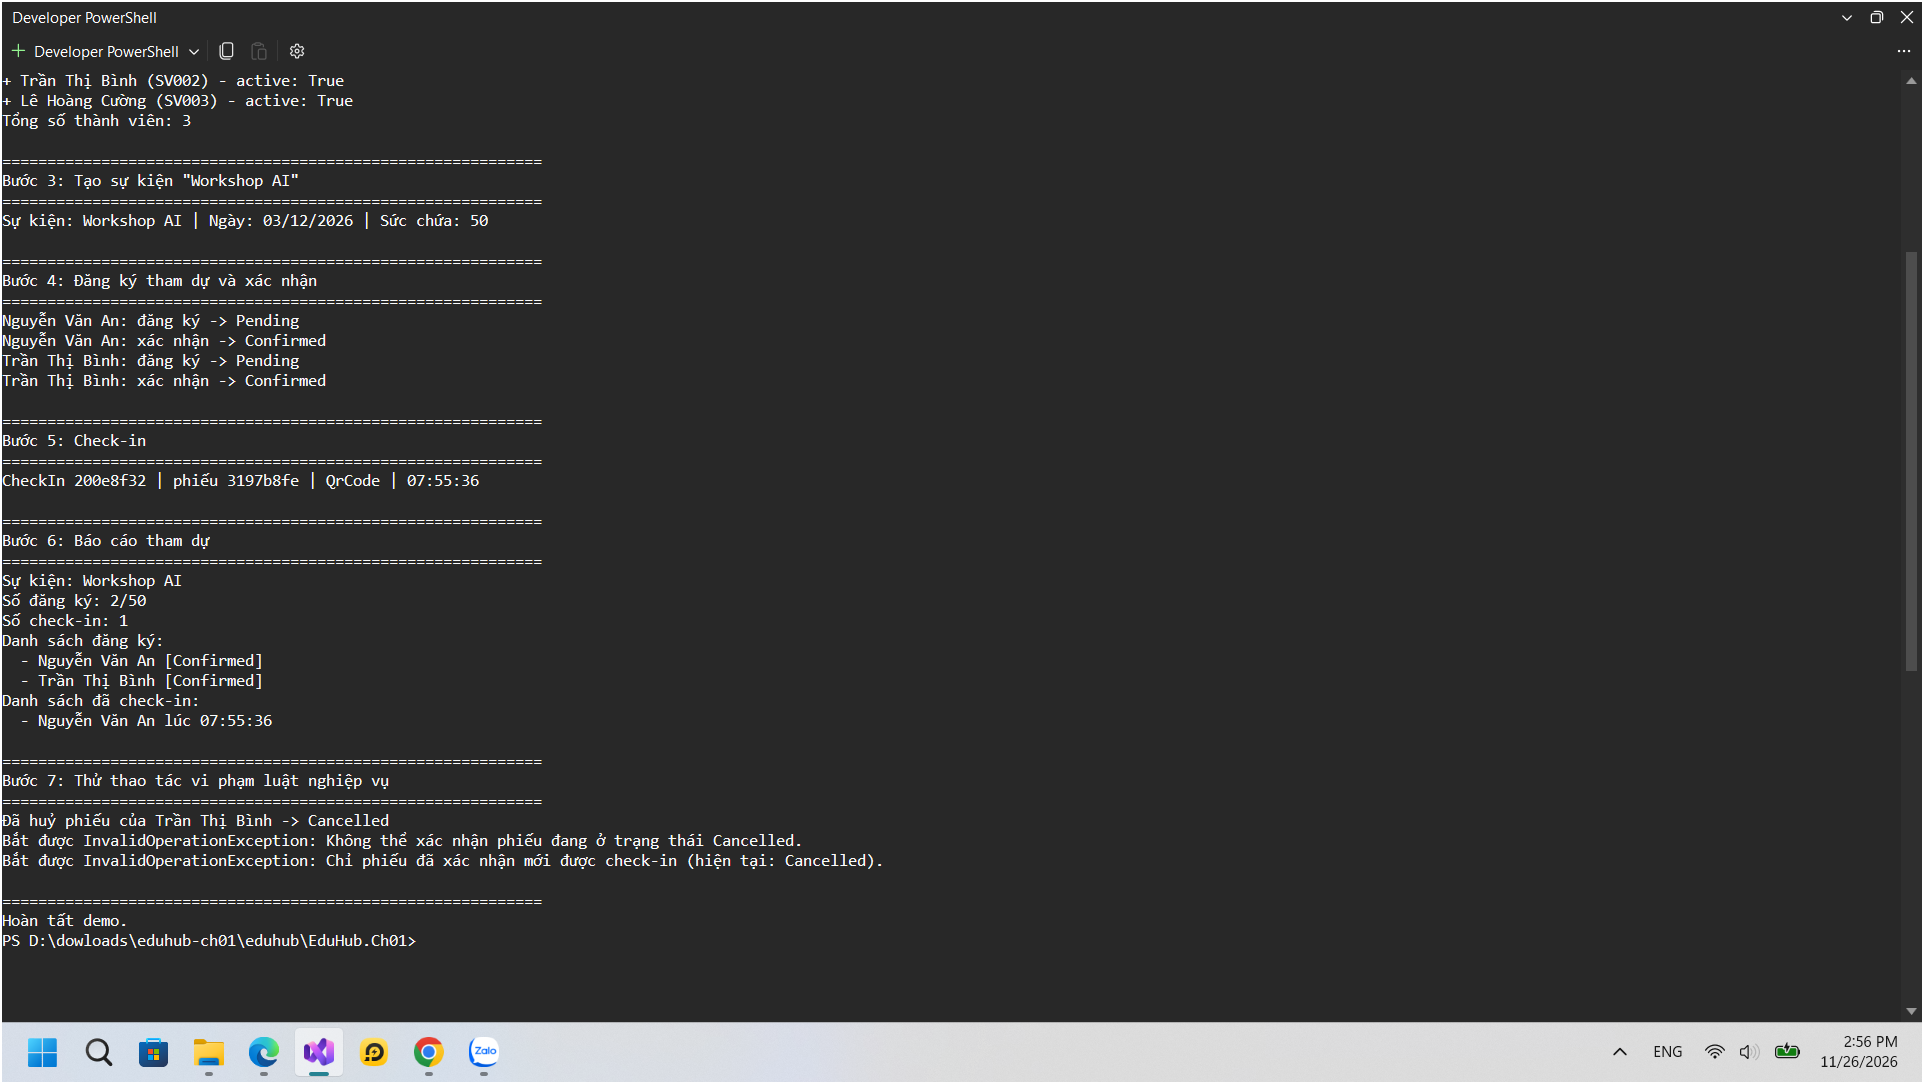 Developer PowerShell
Developer PowerShell
+ Trần Thị Bình (SV002) - active: True
+ Lê Hoàng Cường (SV003) - active: True
Tổng số thành viên: 3
============================================================
Bước 3: Tạo sự kiện "Workshop AI"
============================================================
Sự kiện: Workshop AI | Ngày: 03/12/2026 | Sức chứa: 50
============================================================
Bước 4: Đăng ký tham dự và xác nhận
============================================================
Nguyễn Văn An: đăng ký -> Pending
Nguyễn Văn An: xác nhận -> Confirmed
Trần Thị Bình: đăng ký -> Pending
Trần Thị Bình: xác nhận -> Confirmed
============================================================
Bước 5: Check-in
============================================================
CheckIn 200e8f32 | phiếu 3197b8fe | QrCode | 07:55:36
============================================================
Bước 6: Báo cáo tham dự
============================================================
Sự kiện: Workshop AI
Số đăng ký: 2/50
Số check-in: 1
Danh sách đăng ký:
  - Nguyễn Văn An [Confirmed]
  - Trần Thị Bình [Confirmed]
Danh sách đã check-in:
  - Nguyễn Văn An lúc 07:55:36
============================================================
Bước 7: Thử thao tác vi phạm luật nghiệp vụ
============================================================
Đã huỷ phiếu của Trần Thị Bình -> Cancelled
Bắt được InvalidOperationException: Không thể xác nhận phiếu đang ở trạng thái Cancelled.
Bắt được InvalidOperationException: Chỉ phiếu đã xác nhận mới được check-in (hiện tại: Cancelled).
============================================================
Hoàn tất demo.
PS D:\dowloads\eduhub-ch01\eduhub\EduHub.Ch01>
Zalo
ENG
2:56 PM
11/26/2026